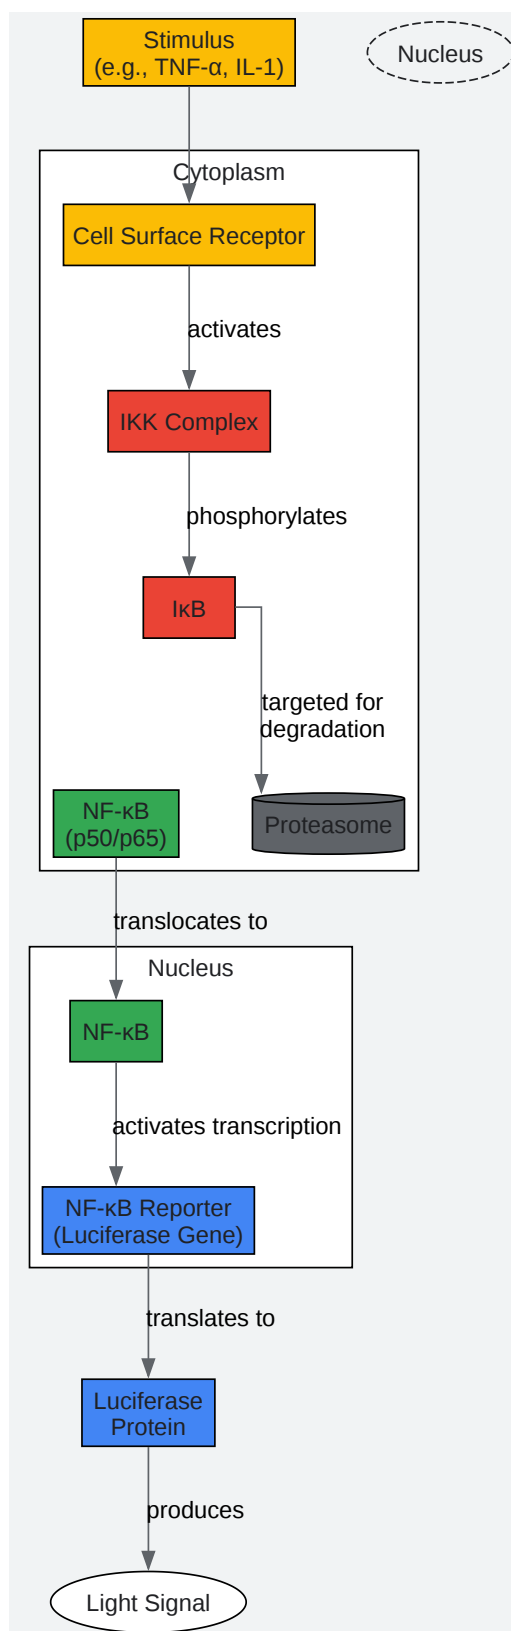 Stimulus
(e.g., TNF-α, IL-1)
Nucleus
Cytoplasm
Cell Surface Receptor
activates
IKK Complex
phosphorylates
IκB
targeted for
degradation
NF-κB
(p50/p65)
Proteasome
translocates to
Nucleus
NF-κB
activates transcription
NF-κB Reporter
(Luciferase Gene)
translates to
Luciferase
Protein
produces
Light Signal